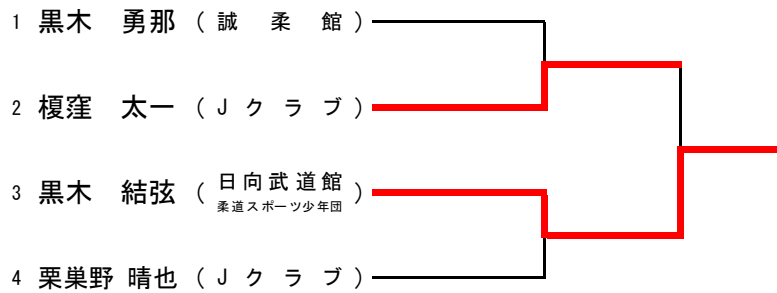 1 黒木 勇那 ( 誠柔館 )
2 榎窪 太一 ( Jクラブ )
3 黒木 結弦 ( 日向武道館
柔道スポーツ少年団 )
4 栗巣野 晴也 ( Jクラブ )